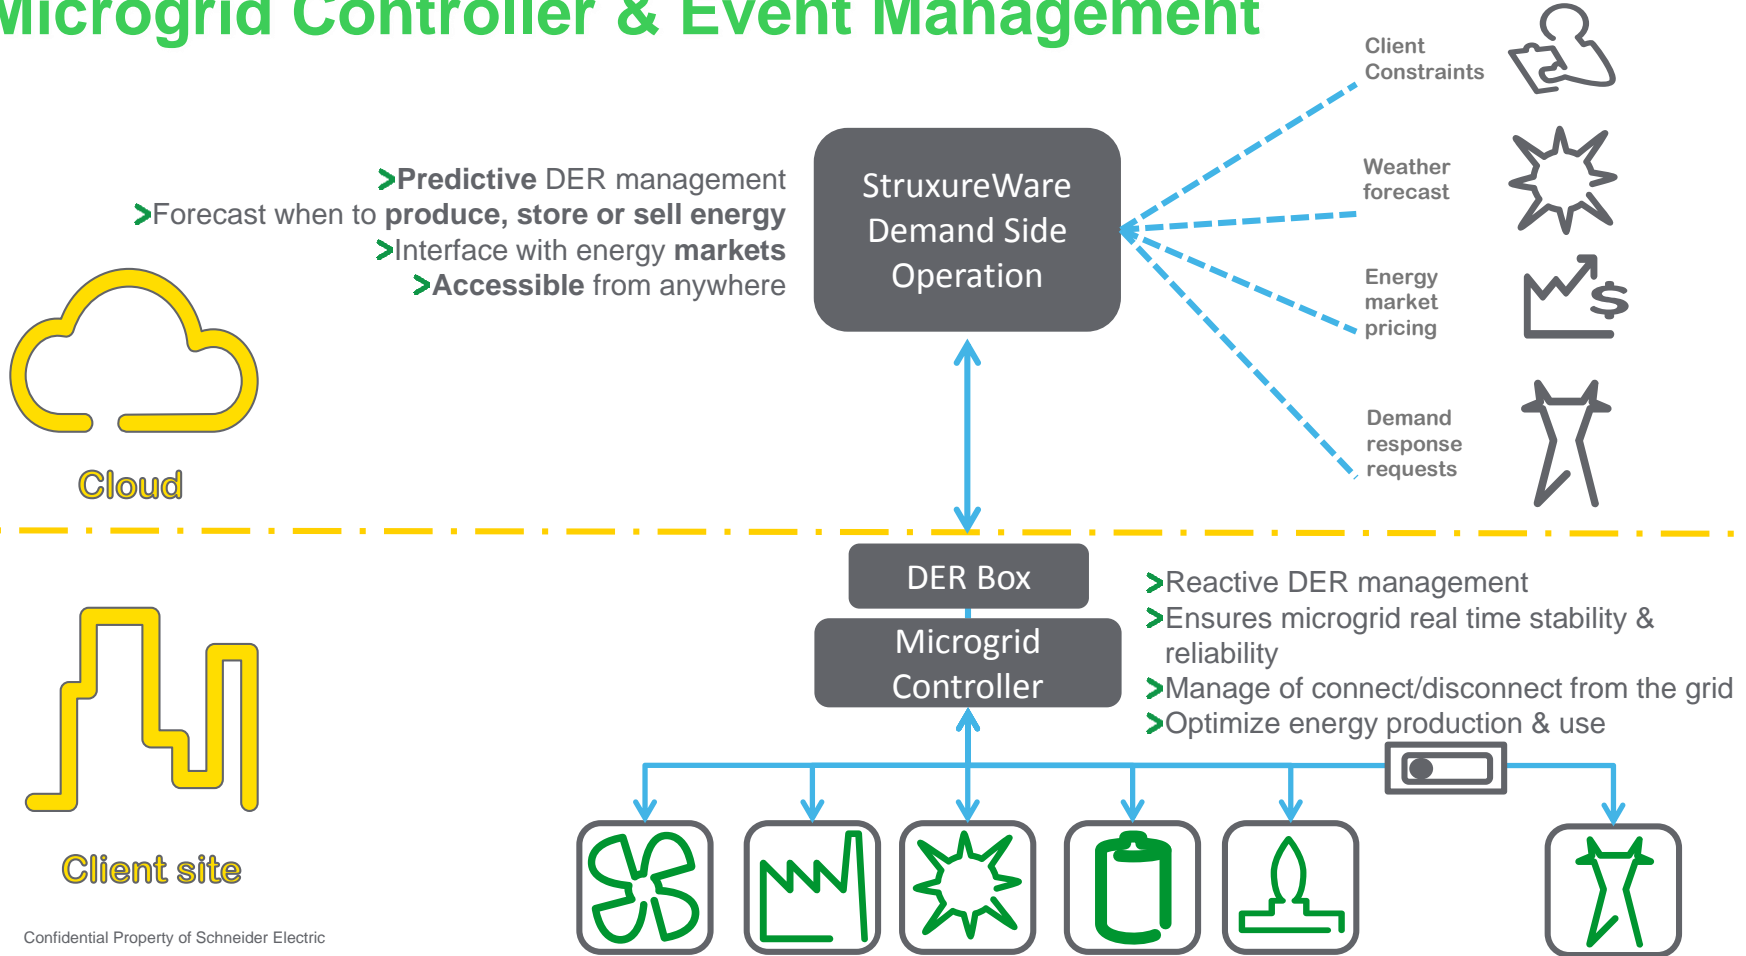 Microgrid Controller & Event Management
Client
Constraints
Weather
forecast
Energy
market
pricing
Demand
response
requests
>Predictive DER management
>Forecast when to produce, store or sell energy
>Interface with energy markets
>Accessible from anywhere
StruxureWare
Demand Side
Operation
Cloud
DER Box
Microgrid
Controller
>Reactive DER management
>Ensures microgrid real time stability &
reliability
>Manage of connect/disconnect from the grid
>Optimize energy production & use
Client site
Confidential Property of Schneider Electric